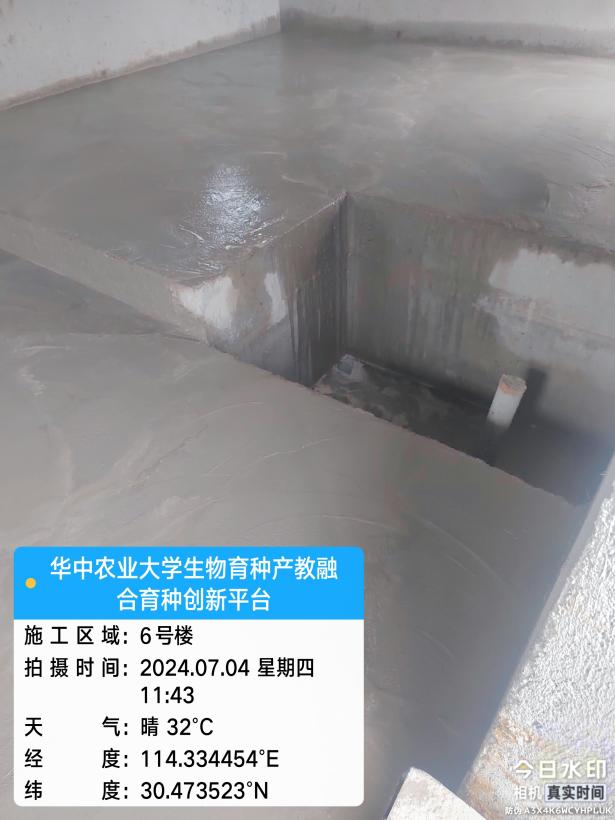 华中农业大学生物育种产教融
合育种创新平台
施工区域：6号楼
拍摄时间：2024.07.04 星期四
11:43
天气：晴 32°C
经度：114.334454°E
纬度：30.473523°N
今日水印
相机 真实时间
防伪 A3X4K6WCYHPLUK